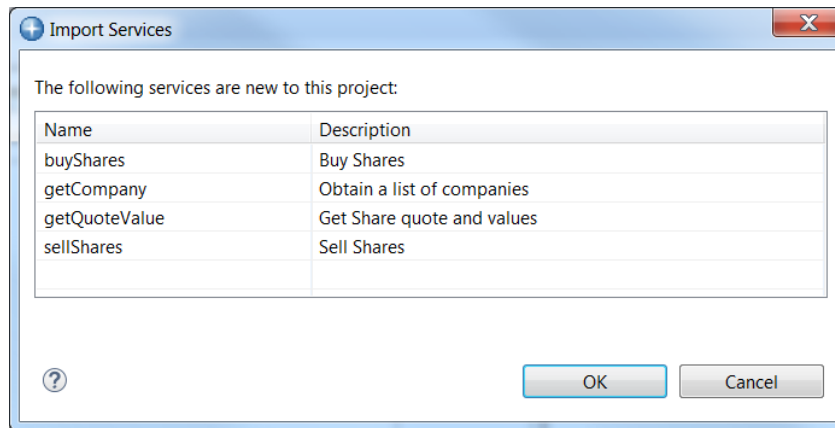 Import Services
The following services are new to this project:
Name Description
buyShares Buy Shares
getCompany Obtain a list of companies
getQuoteValue Get Share quote and values
sellShares Sell Shares
OK Cancel